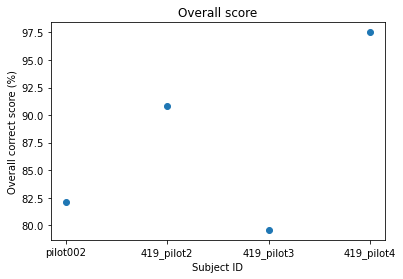 Overall score
97.5
95.0
92.5
90.0
87.5
85.0
82.5
80.0
Overall correct score (%)
pilot002 419_pilot2 419_pilot3 419_pilot4
Subject ID